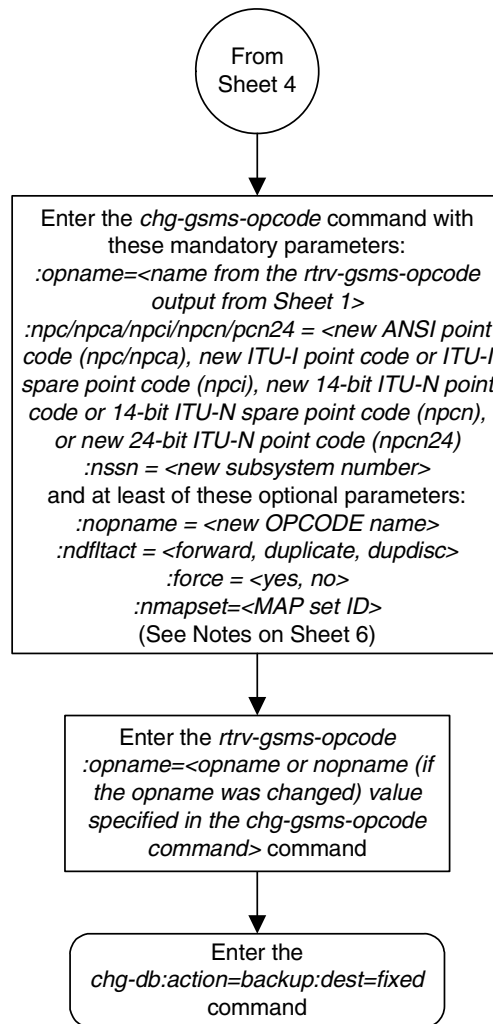 From
Sheet 4
Enter the chg-gsms-opcode command with
these mandatory parameters:
:opname=<name from the rtrv-gsms-opcode
output from Sheet 1>
:npc/npca/npci/npcn/pcn24 = <new ANSI point
code (npc/npca), new ITU-I point code or ITU-I
spare point code (npci), new 14-bit ITU-N point
code or 14-bit ITU-N spare point code (npcn),
or new 24-bit ITU-N point code (npcn24)
:nssn = <new subsystem number>
and at least of these optional parameters:
:nopname = <new OPCODE name>
:ndfltact = <forward, duplicate, dupdisc>
:force = <yes, no>
:nmapset=<MAP set ID>
(See Notes on Sheet 6)
Enter the rtrv-gsms-opcode
:opname=<opname or nopname (if
the opname was changed) value
specified in the chg-gsms-opcode
command> command
Enter the
chg-db:action=backup:dest=fixed
command